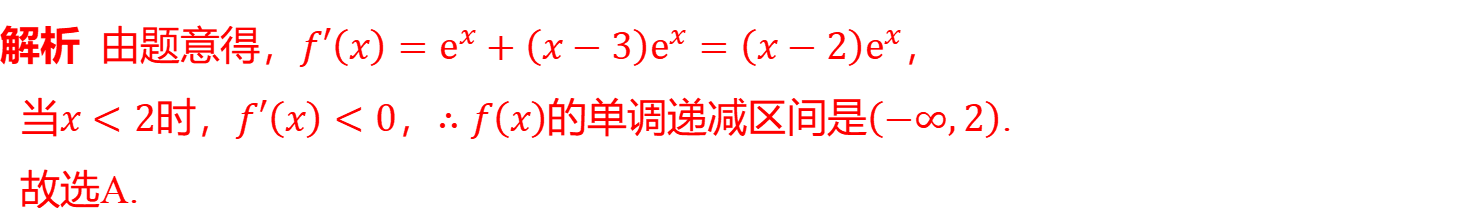 解析 由题意得，f′(x) = eˣ + (x − 3)eˣ = (x − 2)eˣ，
当x < 2时，f′(x) < 0，∴ f(x)的单调递减区间是(−∞, 2).
故选A.